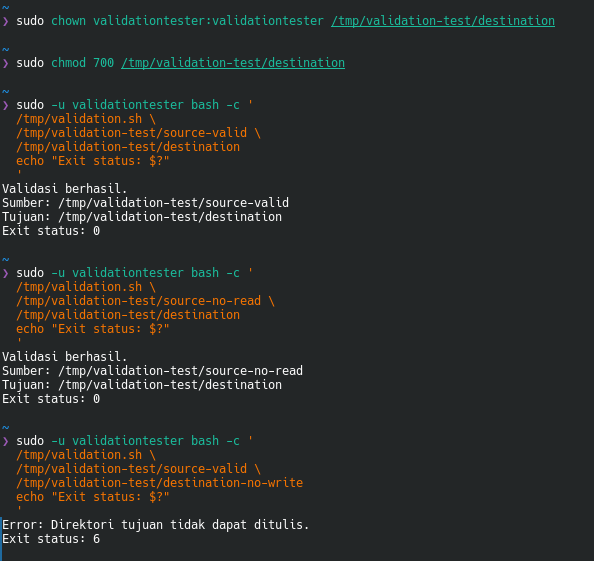 ~
❯ sudo chown validationtester:validationtester /tmp/validation-test/destination
~
❯ sudo chmod 700 /tmp/validation-test/destination
~
❯ sudo -u validationtester bash -c '
/tmp/validation.sh \
/tmp/validation-test/source-valid \
/tmp/validation-test/destination
echo "Exit status: $?"
'
Validasi berhasil.
Sumber: /tmp/validation-test/source-valid
Tujuan: /tmp/validation-test/destination
Exit status: 0
~
❯ sudo -u validationtester bash -c '
/tmp/validation.sh \
/tmp/validation-test/source-no-read \
/tmp/validation-test/destination
echo "Exit status: $?"
'
Validasi berhasil.
Sumber: /tmp/validation-test/source-no-read
Tujuan: /tmp/validation-test/destination
Exit status: 0
~
❯ sudo -u validationtester bash -c '
/tmp/validation.sh \
/tmp/validation-test/source-valid \
/tmp/validation-test/destination-no-write
echo "Exit status: $?"
'
Error: Direktori tujuan tidak dapat ditulis.
Exit status: 6